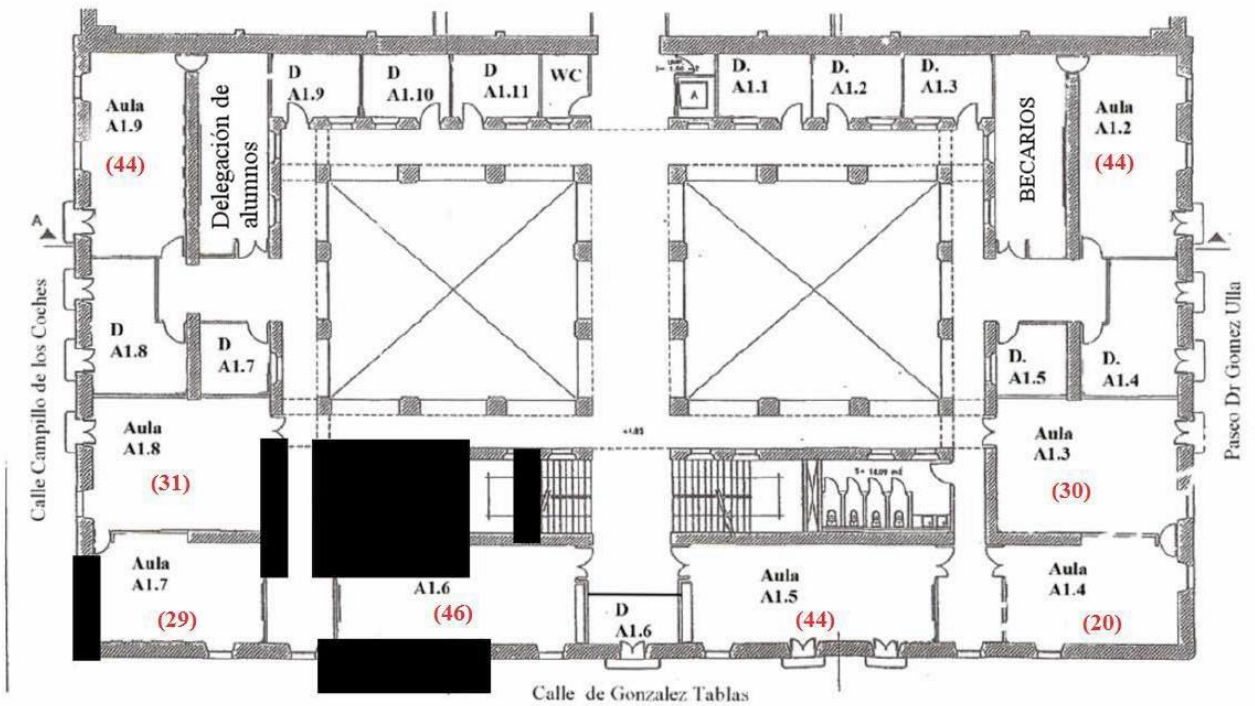 D
A1.9
D
A1.10
D
A1.11
WC
A
D.
A1.1
D.
A1.2
D.
A1.3
Aula
A1.9
(44)
Delegación de
alumnos
BECARIOS
Aula
A1.2
(44)
A
D
A1.8
D
A1.7
D.
A1.5
D.
A1.4
Calle Campillo de los Coches
Paseo Dr Gomez Ulla
Aula
A1.8
(31)
Aula
A1.3
(30)
Aula
A1.7
(29)
A1.6
(46)
D
A1.6
Aula
A1.5
(44)
Aula
A1.4
(20)
Calle de Gonzalez Tablas